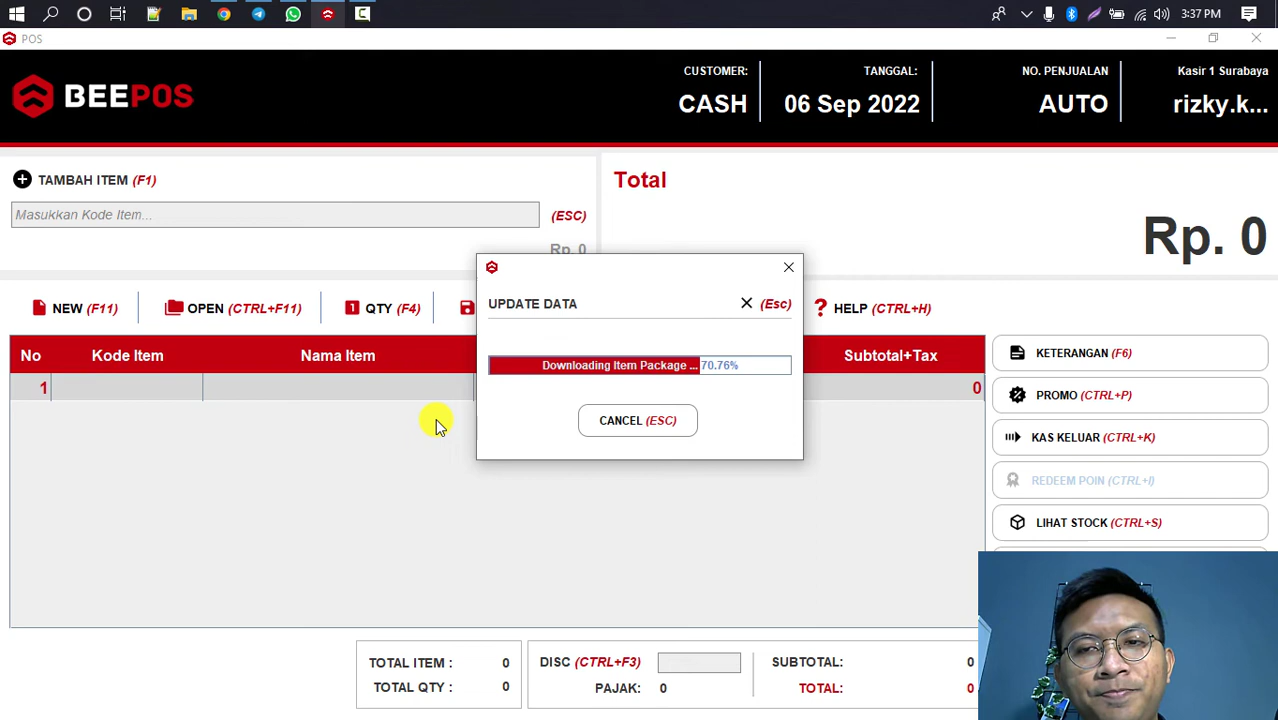 3:37 PM
POS
BEEPOS
CUSTOMER:
CASH
TANGGAL:
06 Sep 2022
NO. PENJUALAN
AUTO
Kasir 1 Surabaya
rizky.k...
TAMBAH ITEM (F1)
Masukkan Kode Item...
(ESC)
Rp. 0
Total
Rp. 0
NEW (F11)
OPEN (CTRL+F11)
1 QTY (F4)
? HELP (CTRL+H)
UPDATE DATA
(Esc)
Downloading Item Package ... 70.76%
CANCEL (ESC)
No Kode Item Nama Item Subtotal+Tax
1 0
KETERANGAN (F6)
PROMO (CTRL+P)
KAS KELUAR (CTRL+K)
REDEEM POIN (CTRL+I)
LIHAT STOCK (CTRL+S)
TOTAL ITEM : 0
TOTAL QTY : 0
DISC (CTRL+F3)
PAJAK: 0
SUBTOTAL: 0
TOTAL: 0